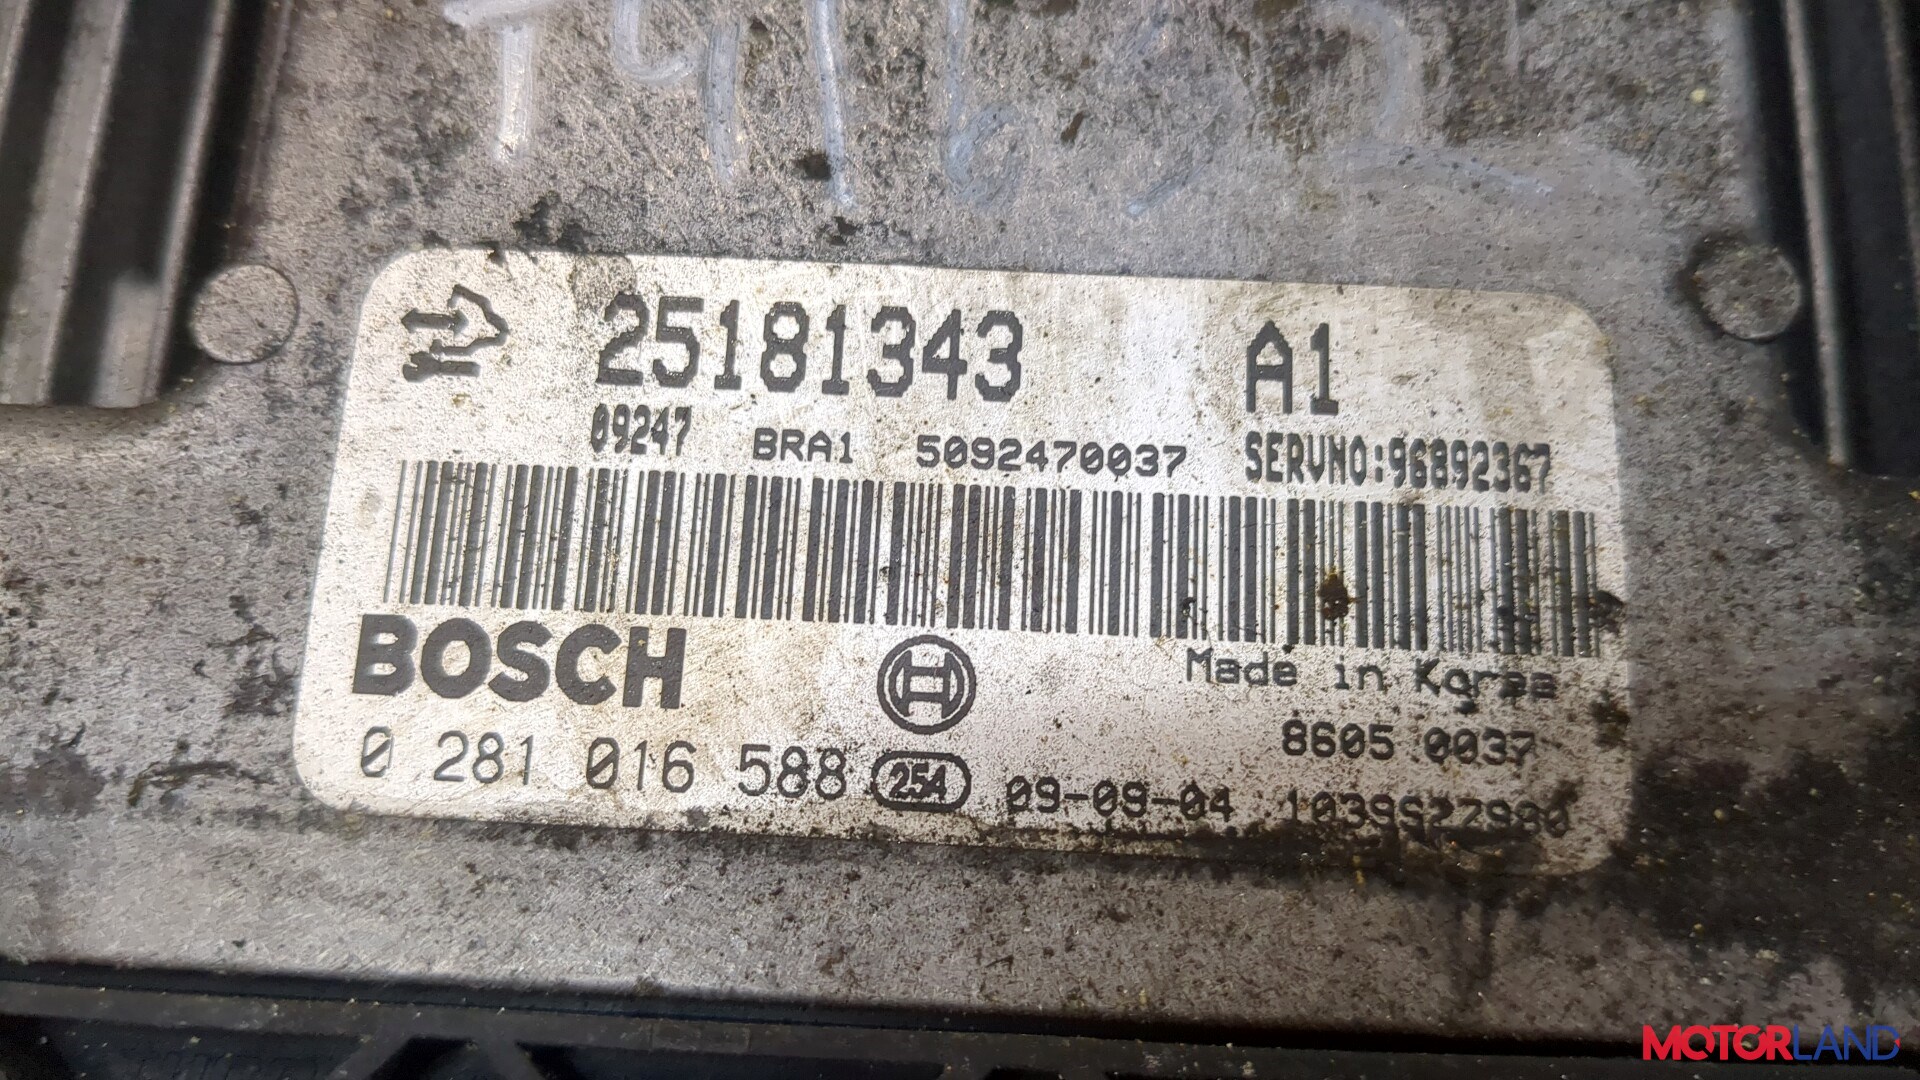 25181343 A1
09247 BRA1 5092470037 SERVNO:96892367
BOSCH
Made in Korea
8605 0037
0 281 016 588 254 09-09-04 1039S22990
MOTORLAND